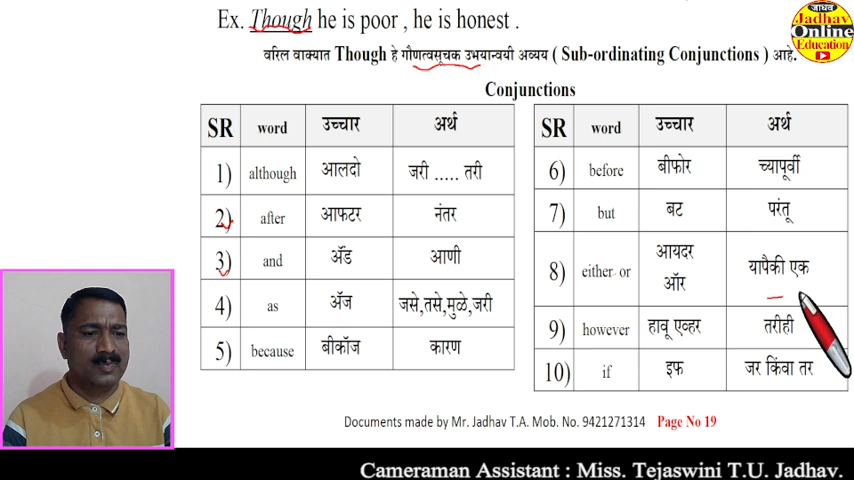 Ex. Though he is poor , he is honest .
वरिल वाक्यात Though हे गौणत्वसूचक उभयान्वयी अव्यय ( Sub-ordinating Conjunctions ) आहे.
जाधव
Jadhav
Online
Education
Conjunctions
SR word उच्चार अर्थ
1) although आलदो जरी ..... तरी
2) after आफटर नंतर
3) and ॲंड आणी
4) as ॲज जसे,तसे,मुळे,जरी
5) because बीकॉज कारण
SR word उच्चार अर्थ
6) before बीफोर च्यापूर्वी
7) but बट परंतू
8) either or आयदर ऑर यापैकी एक
9) however हावू एव्हर तरीही
10) if इफ जर किंवा तर
Documents made by Mr. Jadhav T.A. Mob. No. 9421271314 Page No 19
Cameraman Assistant : Miss. Tejaswini T.U. Jadhav.